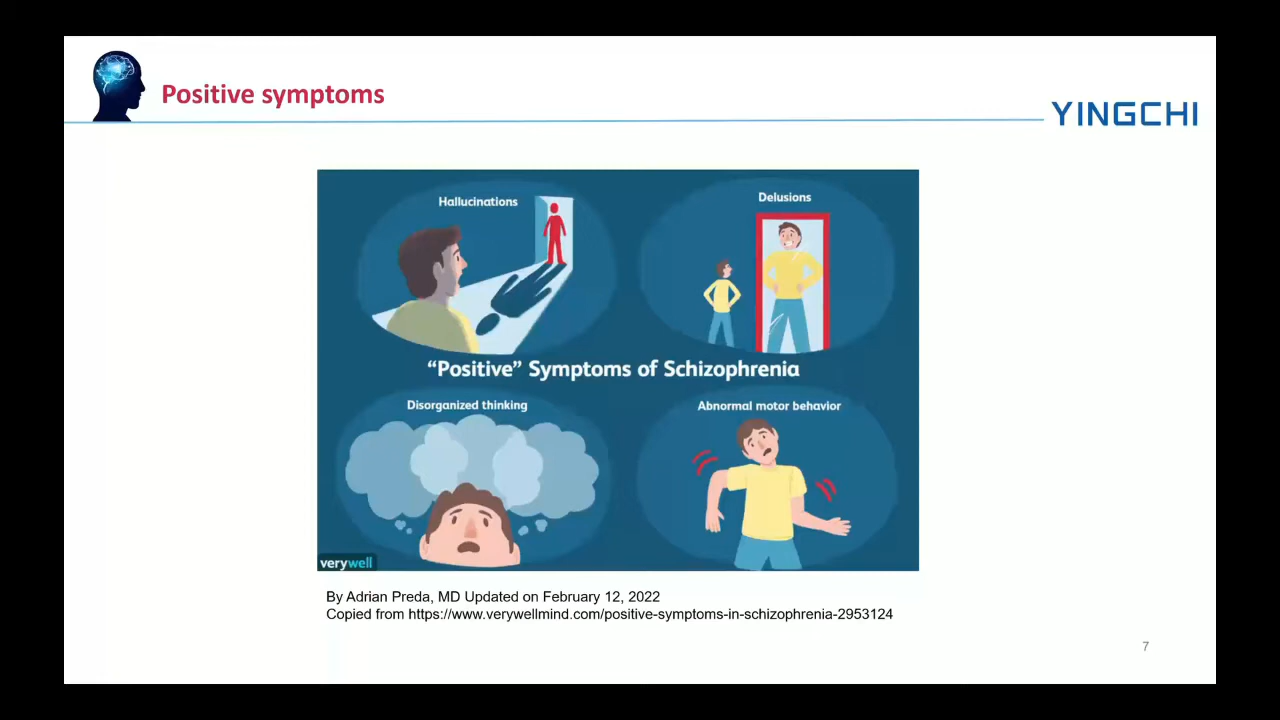 Positive symptoms
YINGCHI
Hallucinations
Delusions
“Positive” Symptoms of Schizophrenia
Disorganized thinking
Abnormal motor behavior
verywell
By Adrian Preda, MD Updated on February 12, 2022
Copied from https://www.verywellmind.com/positive-symptoms-in-schizophrenia-2953124
7